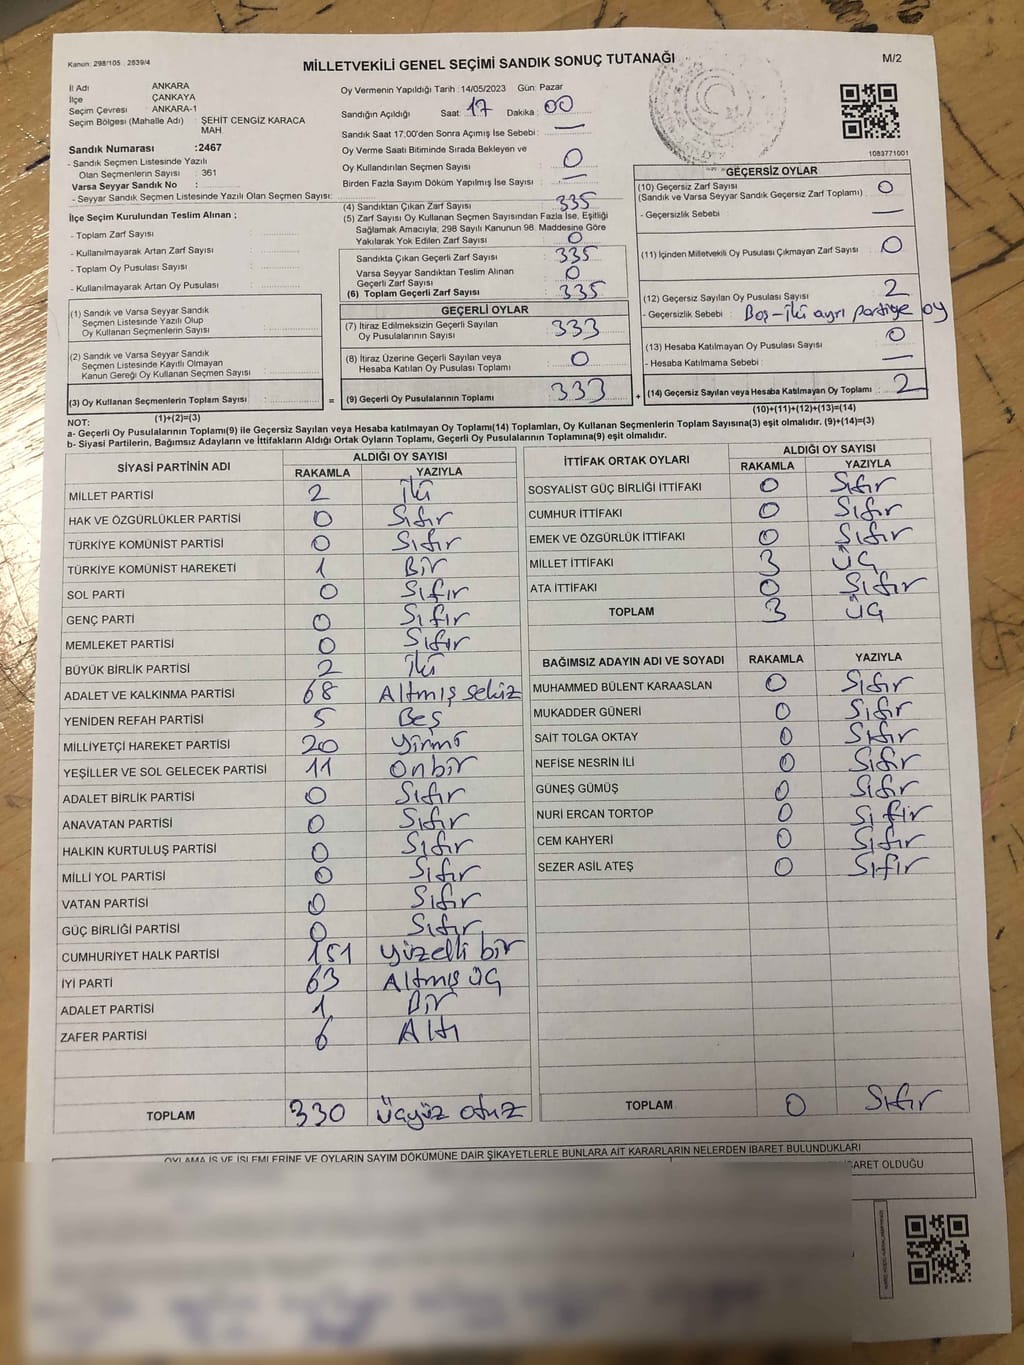 Kanun: 298/105 , 2839/4
MİLLETVEKİLİ GENEL SEÇİMİ SANDIK SONUÇ TUTANAĞI
M/2
İl Adı : ANKARA
İlçe : ÇANKAYA
Seçim Çevresi : ANKARA-1
Seçim Bölgesi (Mahalle Adı) : ŞEHİT CENGİZ KARACA
MAH.
Sandık Numarası :2467
- Sandık Seçmen Listesinde Yazılı
Olan Seçmenlerin Sayısı : 361
Varsa Seyyar Sandık No :
- Seyyar Sandık Seçmen Listesinde Yazılı Olan Seçmen Sayısı:
Oy Vermenin Yapıldığı Tarih : 14/05/2023 Gün: Pazar
Sandığın Açıldığı Saat: 17 Dakika : 00
Sandık Saat 17:00'den Sonra Açımış İse Sebebi : —
Oy Verme Saati Bitiminde Sırada Bekleyen ve
Oy Kullandırılan Seçmen Sayısı : 0
Birden Fazla Sayım Döküm Yapılmış İse Sayısı : —
1083771001
İlçe Seçim Kurulundan Teslim Alınan ;
- Toplam Zarf Sayısı :
- Kullanılmayarak Artan Zarf Sayısı :
- Toplam Oy Pusulası Sayısı :
- Kullanılmayarak Artan Oy Pusulası :
(4) Sandıktan Çıkan Zarf Sayısı : 335
(5) Zarf Sayısı Oy Kullanan Seçmen Sayısından Fazla İse, Eşitliği
Sağlamak Amacıyla, 298 Sayılı Kanunun 98. Maddesine Göre
Yakılarak Yok Edilen Zarf Sayısı : 0
Sandıkta Çıkan Geçerli Zarf Sayısı : 335
Varsa Seyyar Sandıktan Teslim Alınan
Geçerli Zarf Sayısı : 0
(6) Toplam Geçerli Zarf Sayısı : 335
GEÇERSİZ OYLAR
(10) Geçersiz Zarf Sayısı : 0
(Sandık ve Varsa Seyyar Sandık Geçersiz Zarf Toplamı)
- Geçersizlik Sebebi : —
(11) İçinden Milletvekili Oy Pusulası Çıkmayan Zarf Sayısı : 0
(12) Geçersiz Sayılan Oy Pusulası Sayısı : 2
- Geçersizlik Sebebi : Boş-İki ayrı partiye oy
(13) Hesaba Katılmayan Oy Pusulası Sayısı : 0
- Hesaba Katılmama Sebebi : —
(14) Geçersiz Sayılan veya Hesaba Katılmayan Oy Toplamı : 2
(10)+(11)+(12)+(13)=(14)
(1) Sandık ve Varsa Seyyar Sandık
Seçmen Listesinde Yazılı Olup
Oy Kullanan Seçmenlerin Sayısı :
(2) Sandık ve Varsa Seyyar Sandık
Seçmen Listesinde Kayıtlı Olmayan
Kanun Gereği Oy Kullanan Seçmen Sayısı :
(3) Oy Kullanan Seçmenlerin Toplam Sayısı :
(1)+(2)=(3)
=
GEÇERLİ OYLAR
(7) İtiraz Edilmeksizin Geçerli Sayılan
Oy Pusulalarının Sayısı : 333
(8) İtiraz Üzerine Geçerli Sayılan veya
Hesaba Katılan Oy Pusulası Toplamı : 0
(9) Geçerli Oy Pusulalarının Toplamı : 333
+
NOT:
a- Geçerli Oy Pusulalarının Toplamı(9) ile Geçersiz Sayılan veya Hesaba katılmayan Oy Toplamı(14) Toplamları, Oy Kullanan Seçmenlerin Toplam Sayısına(3) eşit olmalıdır. (9)+(14)=(3)
b- Siyasi Partilerin, Bağımsız Adayların ve İttifakların Aldığı Ortak Oyların Toplamı, Geçerli Oy Pusulalarının Toplamına(9) eşit olmalıdır.
SİYASİ PARTİNİN ADI ALDIĞI OY SAYISI
RAKAMLA YAZIYLA
MİLLET PARTİSİ 2 İki
HAK VE ÖZGÜRLÜKLER PARTİSİ 0 Sıfır
TÜRKİYE KOMÜNİST PARTİSİ 0 Sıfır
TÜRKİYE KOMÜNİST HAREKETİ 1 Bir
SOL PARTİ 0 Sıfır
GENÇ PARTİ 0 Sıfır
MEMLEKET PARTİSİ 0 Sıfır
BÜYÜK BİRLİK PARTİSİ 2 İki
ADALET VE KALKINMA PARTİSİ 68 Altmış sekiz
YENİDEN REFAH PARTİSİ 5 Beş
MİLLİYETÇİ HAREKET PARTİSİ 20 Yirmi
YEŞİLLER VE SOL GELECEK PARTİSİ 11 Onbir
ADALET BİRLİK PARTİSİ 0 Sıfır
ANAVATAN PARTİSİ 0 Sıfır
HALKIN KURTULUŞ PARTİSİ 0 Sıfır
MİLLİ YOL PARTİSİ 0 Sıfır
VATAN PARTİSİ 0 Sıfır
GÜÇ BİRLİĞİ PARTİSİ 0 Sıfır
CUMHURİYET HALK PARTİSİ 151 yüzelli bir
İYİ PARTİ 63 Altmış üç
ADALET PARTİSİ 1 Bir
ZAFER PARTİSİ 6 Altı
TOPLAM 330 üçyüz otuz
İTTİFAK ORTAK OYLARI ALDIĞI OY SAYISI
RAKAMLA YAZIYLA
SOSYALİST GÜÇ BİRLİĞİ İTTİFAKI 0 Sıfır
CUMHUR İTTİFAKI 0 Sıfır
EMEK VE ÖZGÜRLÜK İTTİFAKI 0 Sıfır
MİLLET İTTİFAKI 3 Üç
ATA İTTİFAKI 0 Sıfır
TOPLAM 3 Üç
BAĞIMSIZ ADAYIN ADI VE SOYADI RAKAMLA YAZIYLA
MUHAMMED BÜLENT KARAASLAN 0 Sıfır
MUKADDER GÜNERİ 0 Sıfır
SAİT TOLGA OKTAY 0 Sıfır
NEFİSE NESRİN İLİ 0 Sıfır
GÜNEŞ GÜMÜŞ 0 Sıfır
NURİ ERCAN TORTOP 0 Sıfır
CEM KAHYERİ 0 Sıfır
SEZER ASİL ATEŞ 0 Sıfır
TOPLAM 0 Sıfır
OYLAMA İŞ VE İŞLEMLERİNE VE OYLARIN SAYIM DÖKÜMÜNE DAİR ŞİKAYETLERLE BUNLARA AİT KARARLARIN NELERDEN İBARET BULUNDUKLARI
OLDUĞU